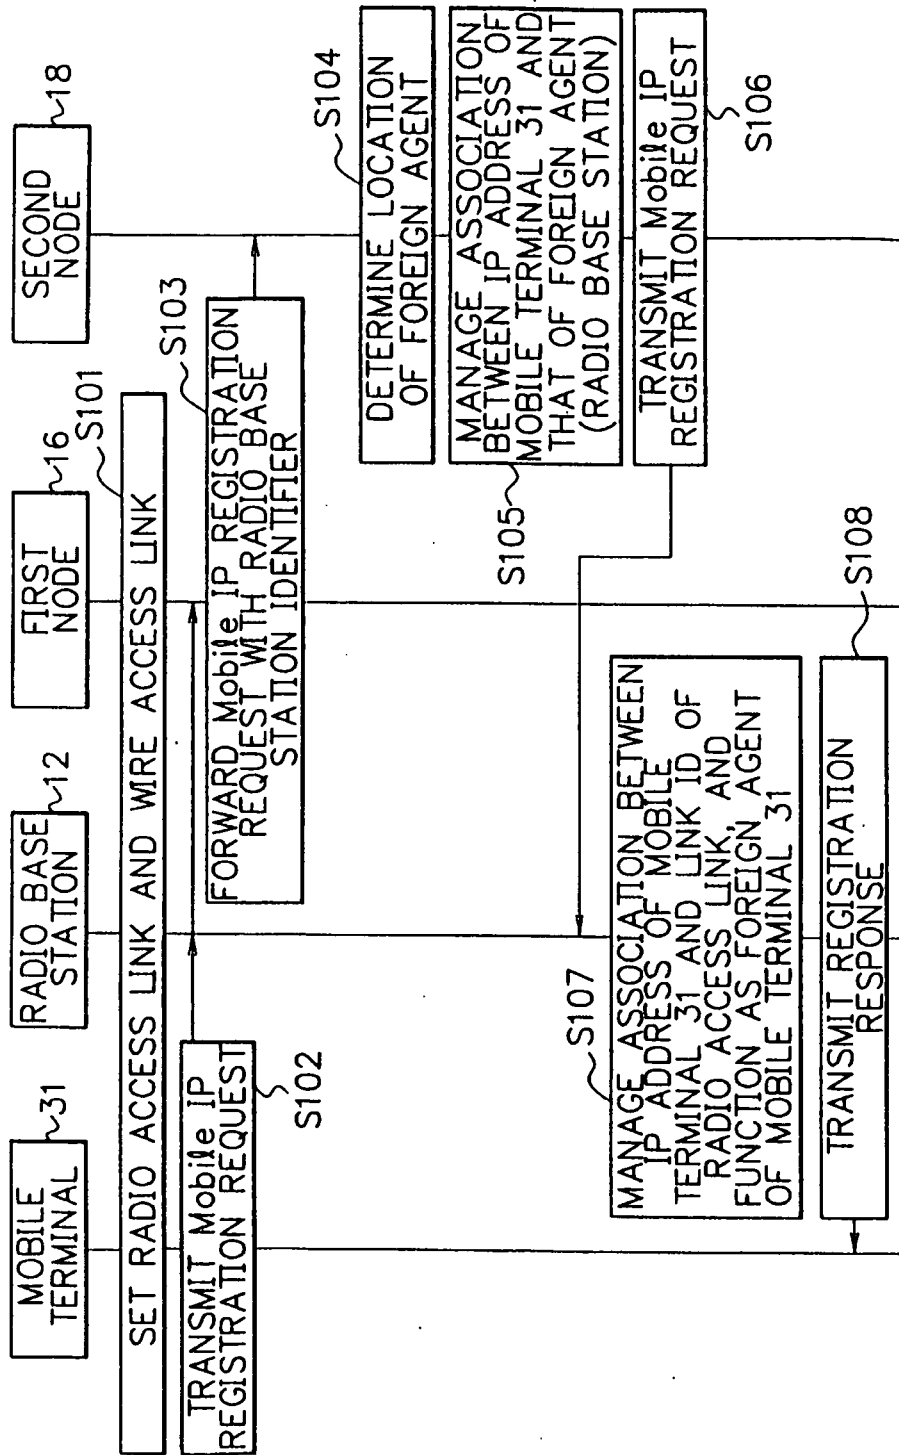 MOBILE
TERMINAL
31
RADIO BASE
STATION
12
FIRST
NODE
16
SECOND
NODE
18
SET RADIO ACCESS LINK AND WIRE ACCESS LINK
S101
TRANSMIT Mobile IP
REGISTRATION REQUEST
S102
FORWARD Mobile IP REGISTRATION
REQUEST WITH RADIO BASE
STATION IDENTIFIER
S103
DETERMINE LOCATION
OF FOREIGN AGENT
S104
MANAGE ASSOCIATION
BETWEEN IP ADDRESS OF
MOBILE TERMINAL 31 AND
THAT OF FOREIGN AGENT
(RADIO BASE STATION)
S105
TRANSMIT Mobile IP
REGISTRATION REQUEST
S106
S107
MANAGE ASSOCIATION BETWEEN
IP ADDRESS OF MOBILE
TERMINAL 31 AND LINK ID OF
RADIO ACCESS LINK, AND
FUNCTION AS FOREIGN AGENT
OF MOBILE TERMINAL 31
TRANSMIT REGISTRATION
RESPONSE
S108